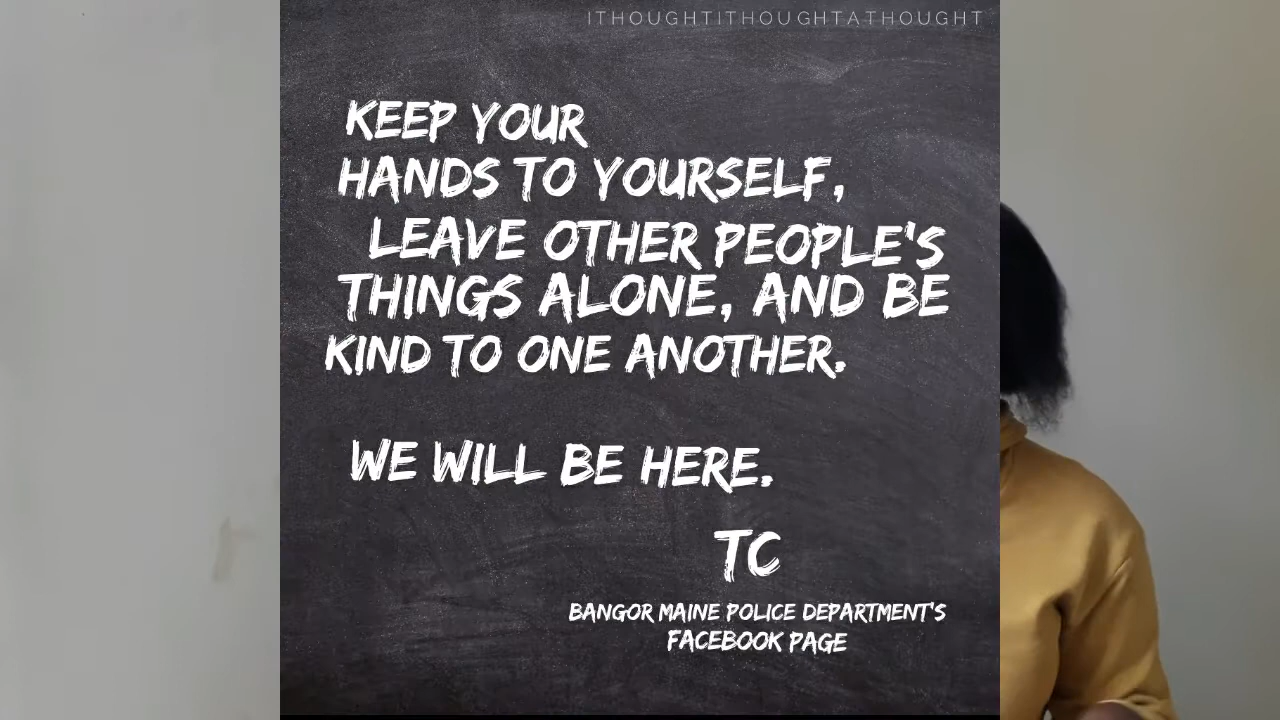 ITHOUGHTITHOUGHTATHOUGHT
KEEP YOUR
HANDS TO YOURSELF,
LEAVE OTHER PEOPLE'S
THINGS ALONE, AND BE
KIND TO ONE ANOTHER.
WE WILL BE HERE.
TC
BANGOR MAINE POLICE DEPARTMENT'S
FACEBOOK PAGE